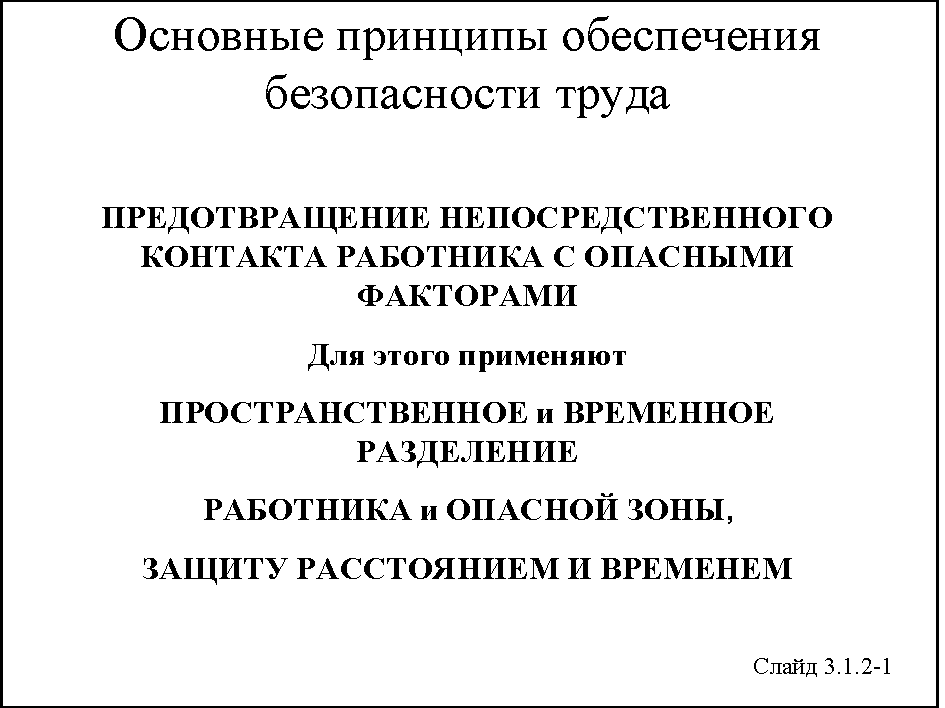 Основные принципы обеспечения
безопасности труда
ПРЕДОТВРАЩЕНИЕ НЕПОСРЕДСТВЕННОГО
КОНТАКТА РАБОТНИКА С ОПАСНЫМИ
ФАКТОРАМИ
Для этого применяют
ПРОСТРАНСТВЕННОЕ и ВРЕМЕННОЕ
РАЗДЕЛЕНИЕ
РАБОТНИКА и ОПАСНОЙ ЗОНЫ,
ЗАЩИТУ РАССТОЯНИЕМ И ВРЕМЕНЕМ
Слайд 3.1.2-1